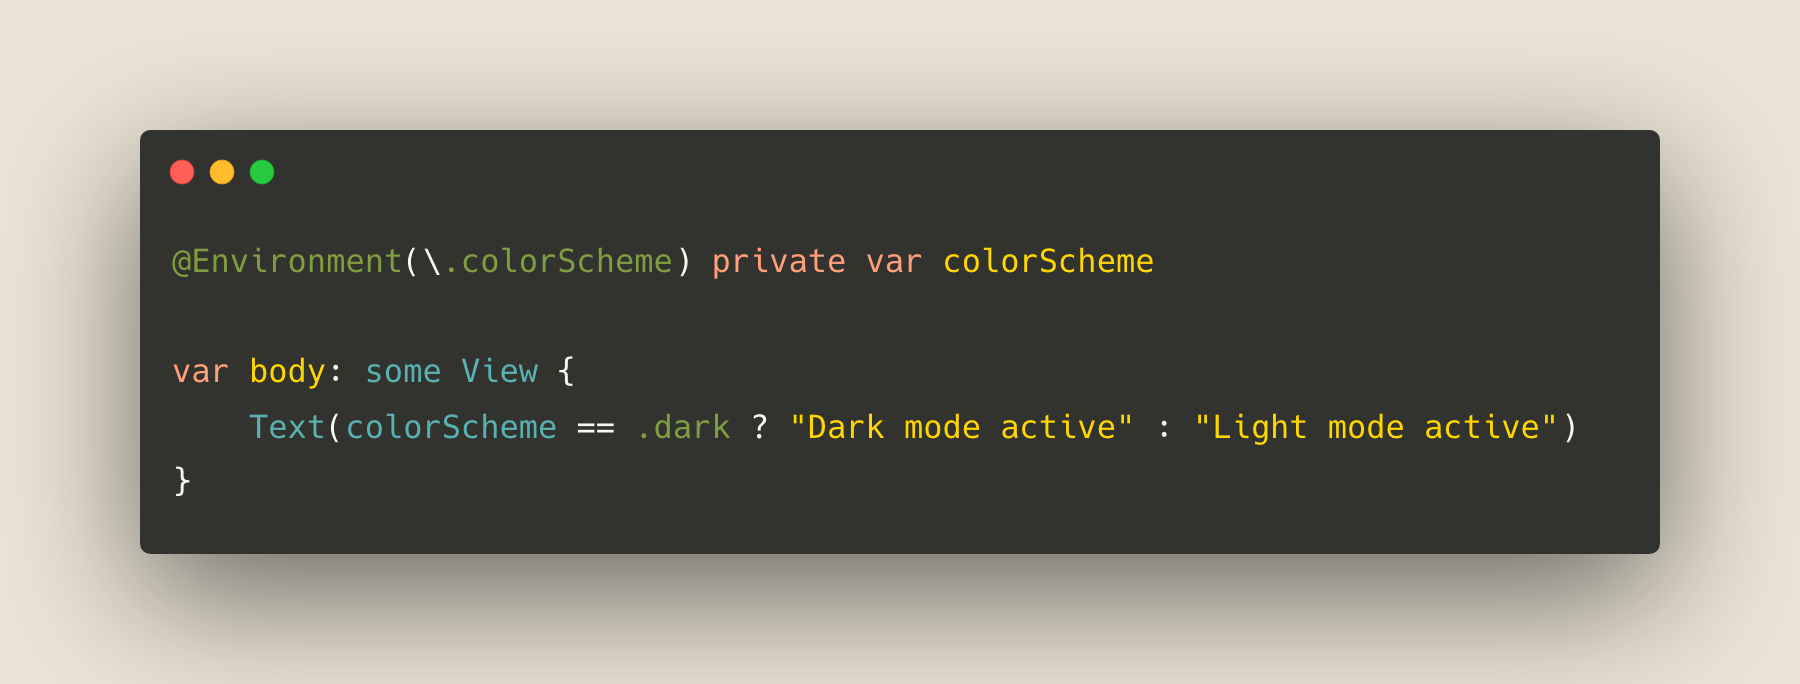 @Environment(\.colorScheme) private var colorScheme

var body: some View {
    Text(colorScheme == .dark ? "Dark mode active" : "Light mode active")
}